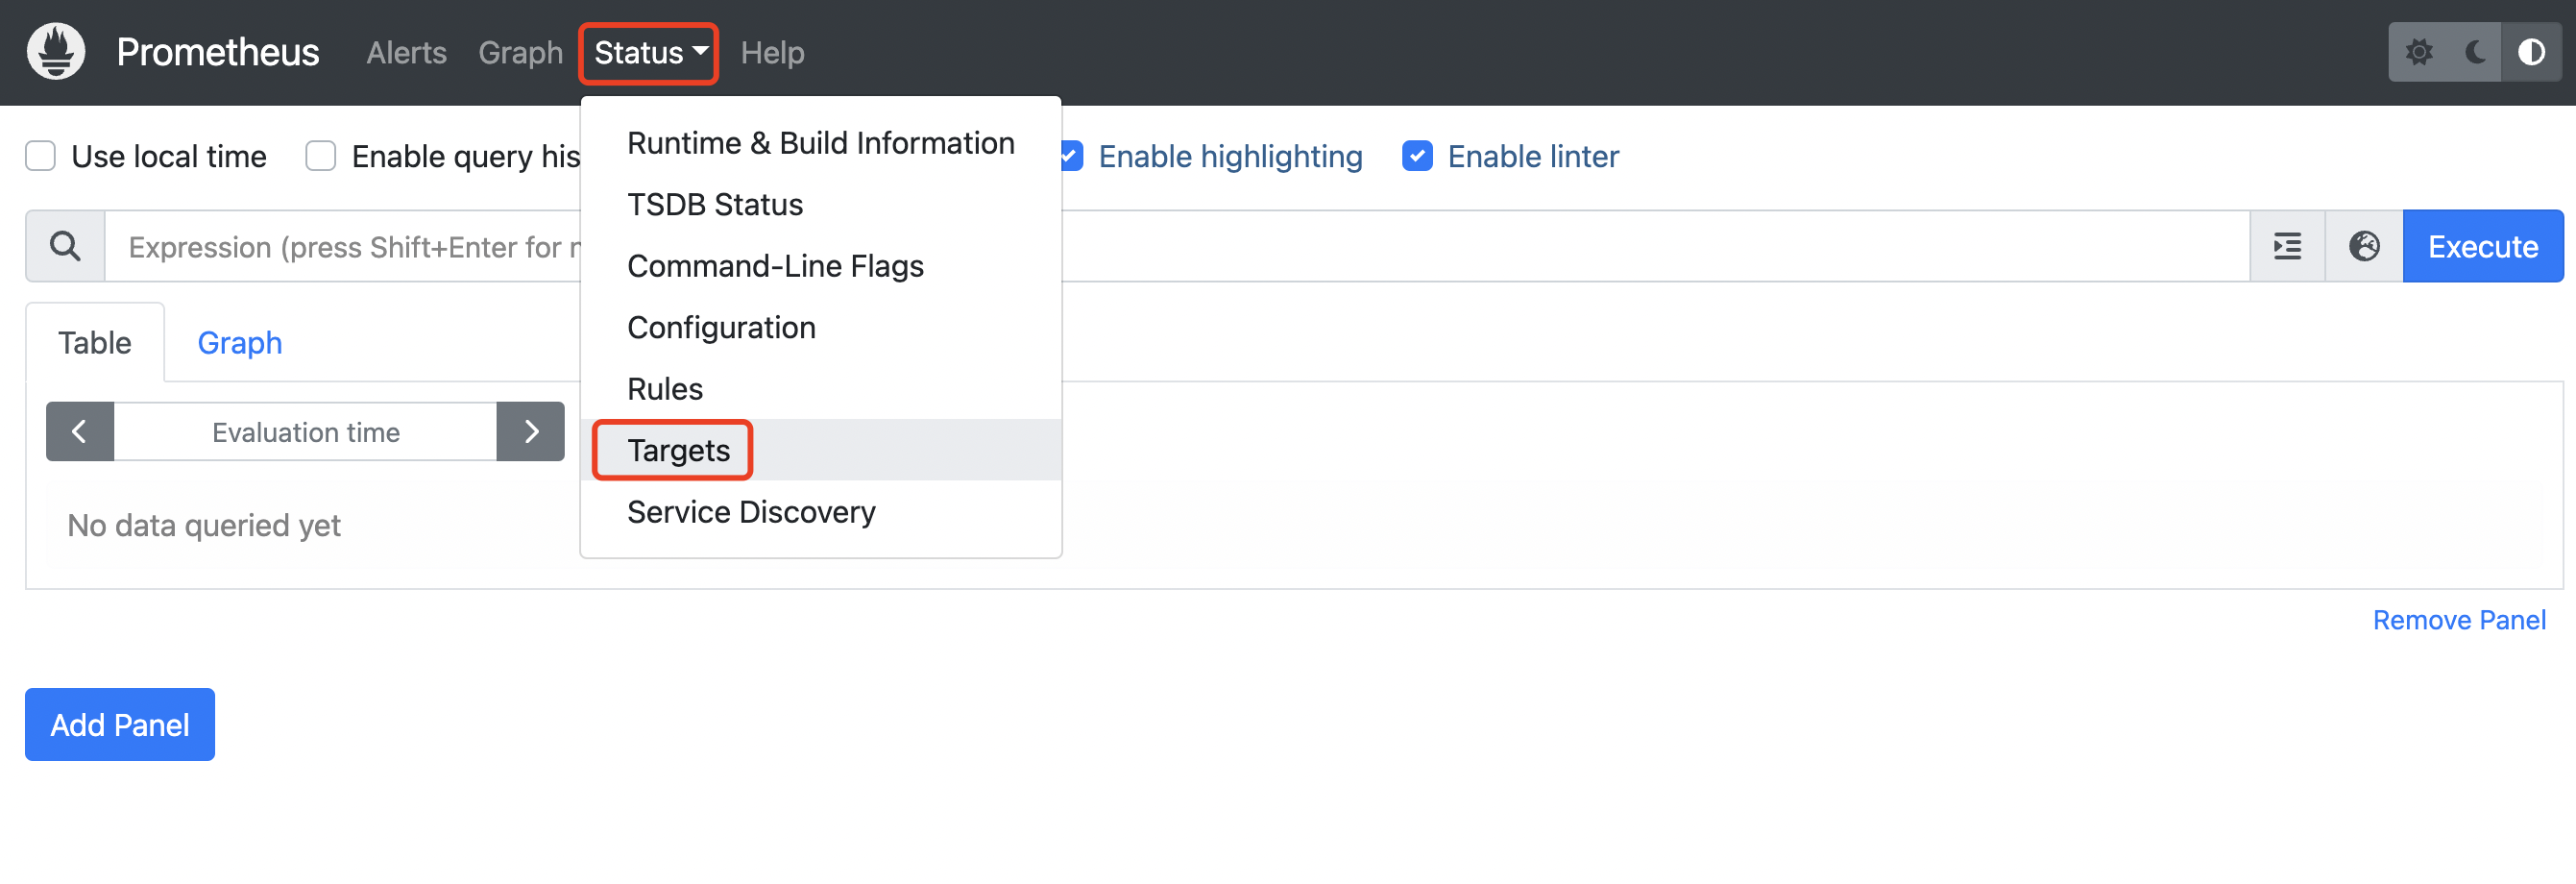 Prometheus Alerts Graph Status Help
Runtime & Build Information
Use local time Enable query his Enable highlighting Enable linter
TSDB Status
Expression (press Shift+Enter for Execute
Command-Line Flags
Configuration
Table Graph
Rules
Evaluation time
Targets
Service Discovery
No data queried yet
Remove Panel
Add Panel